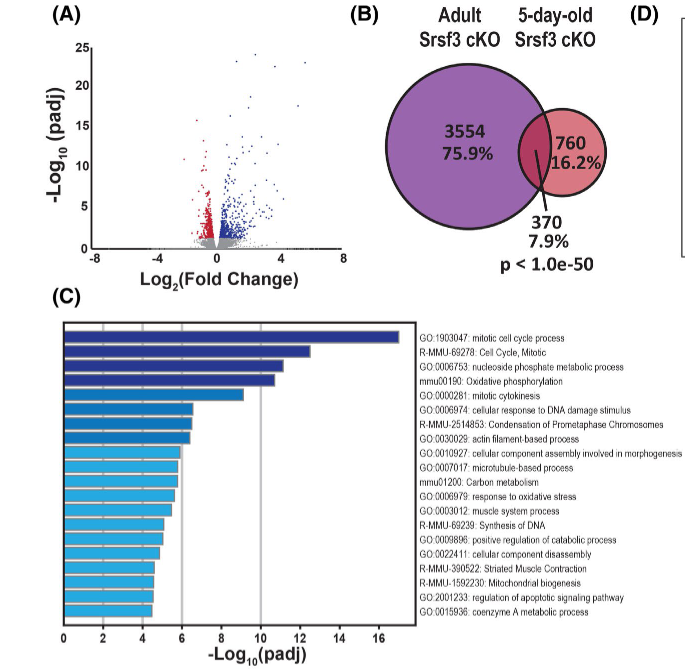 (A)
25
20
15
10
5
0
-Log10 (padj)
-8 -4 0 4 8
Log2(Fold Change)
(B)
Adult 5-day-old
Srsf3 cKO Srsf3 cKO
3554
75.9%
760
16.2%
370
7.9%
p < 1.0e-50
(D)
(C)
GO:1903047: mitotic cell cycle process
R-MMU-69278: Cell Cycle, Mitotic
GO:0006753: nucleoside phosphate metabolic process
mmu00190: Oxidative phosphorylation
GO:0000281: mitotic cytokinesis
GO:0006974: cellular response to DNA damage stimulus
R-MMU-2514853: Condensation of Prometaphase Chromosomes
GO:0030029: actin filament-based process
GO:0010927: cellular component assembly involved in morphogenesis
GO:0007017: microtubule-based process
mmu01200: Carbon metabolism
GO:0006979: response to oxidative stress
GO:0003012: muscle system process
R-MMU-69239: Synthesis of DNA
GO:0009896: positive regulation of catabolic process
GO:0022411: cellular component disassembly
R-MMU-390522: Striated Muscle Contraction
R-MMU-1592230: Mitochondrial biogenesis
GO:2001233: regulation of apoptotic signaling pathway
GO:0015936: coenzyme A metabolic process
0 2 4 6 8 10 12 14 16
-Log10(padj)